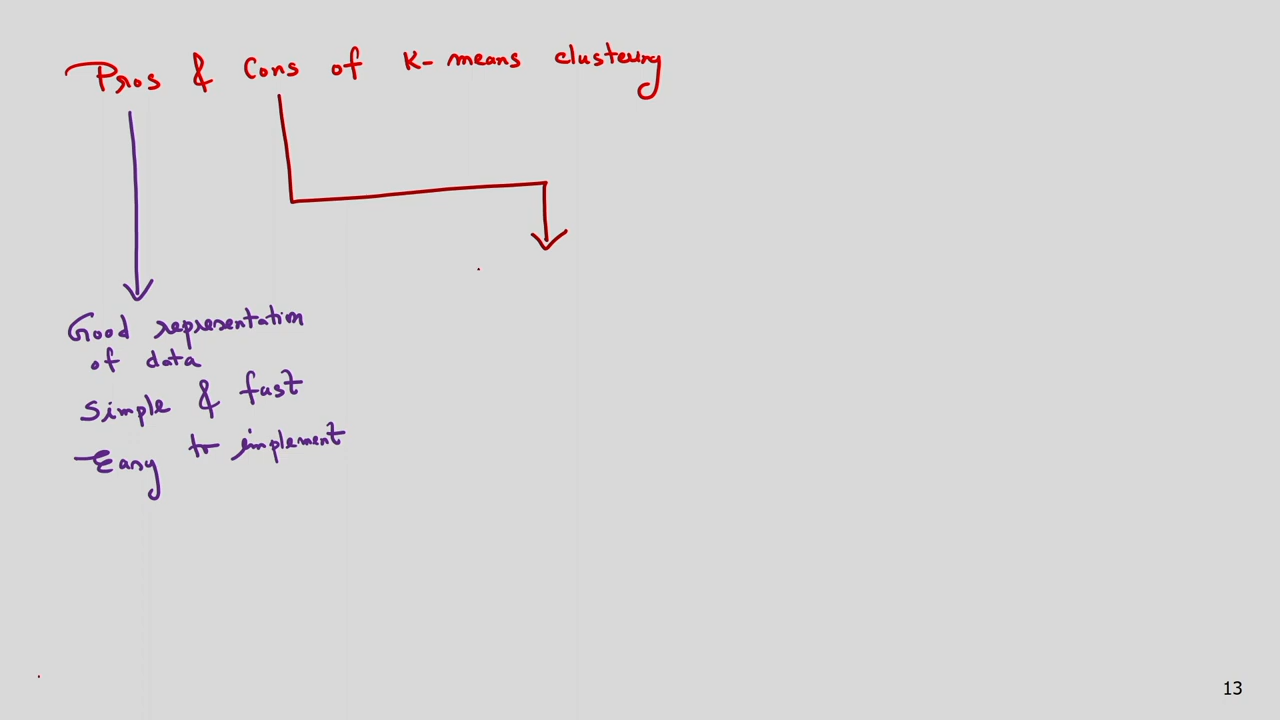 Pros & Cons of K-means clustering
Good representation
of data
Simple & fast
Easy to implement
13